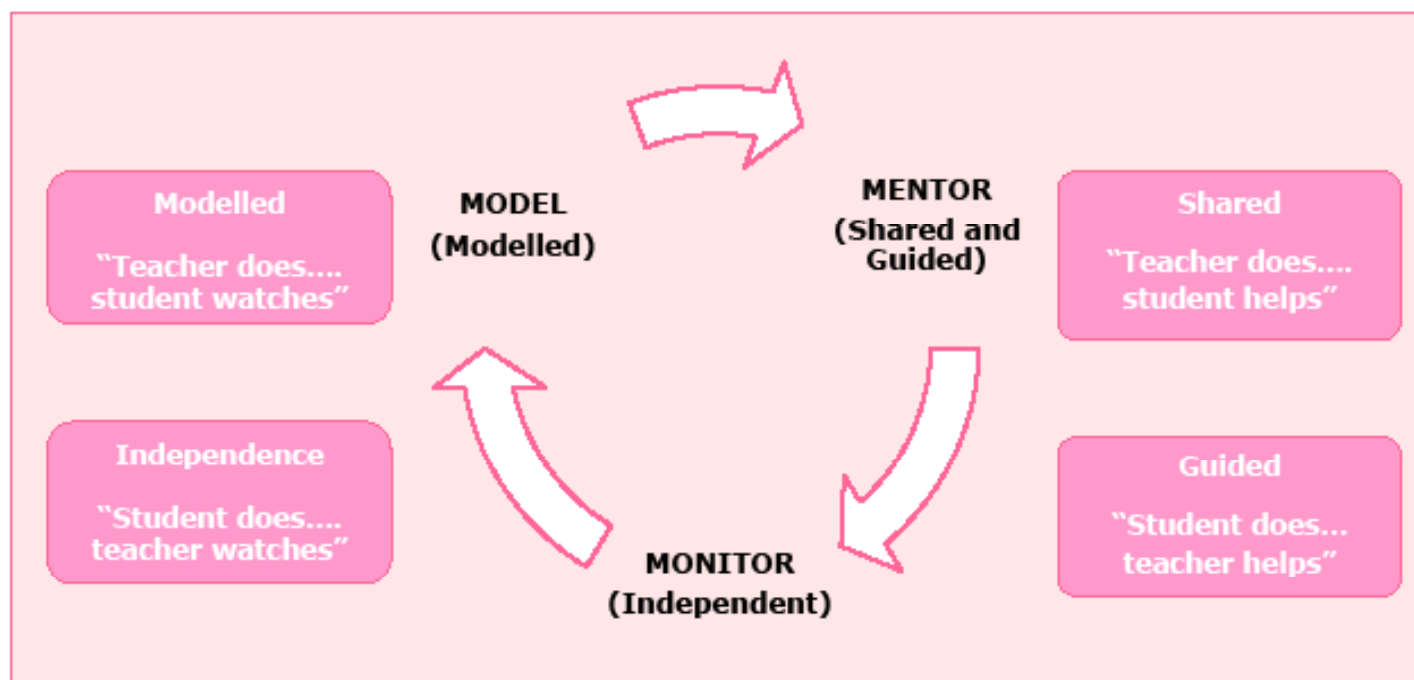 Modelled
“Teacher does....
student watches”
MODEL
(Modelled)
MENTOR
(Shared and
Guided)
Shared
“Teacher does....
student helps”
Independence
“Student does....
teacher watches”
MONITOR
(Independent)
Guided
“Student does...
teacher helps”